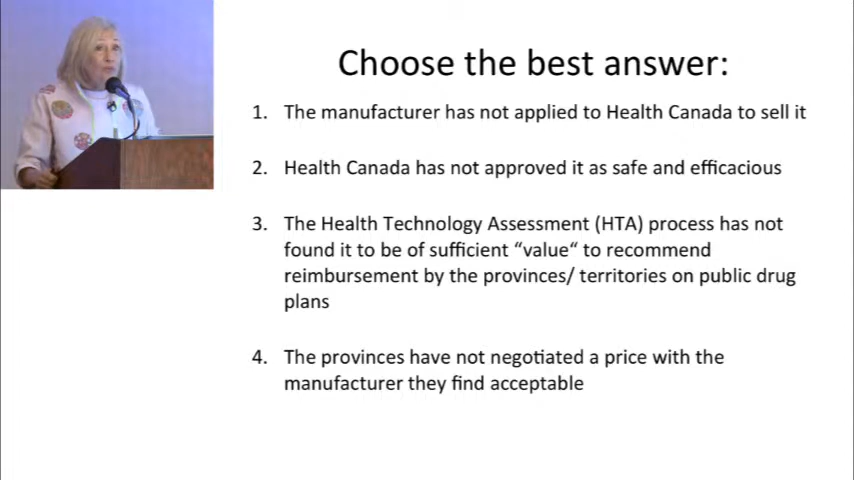 Choose the best answer:
1. The manufacturer has not applied to Health Canada to sell it
2. Health Canada has not approved it as safe and efficacious
3. The Health Technology Assessment (HTA) process has not
found it to be of sufficient “value“ to recommend
reimbursement by the provinces/ territories on public drug
plans
4. The provinces have not negotiated a price with the
manufacturer they find acceptable